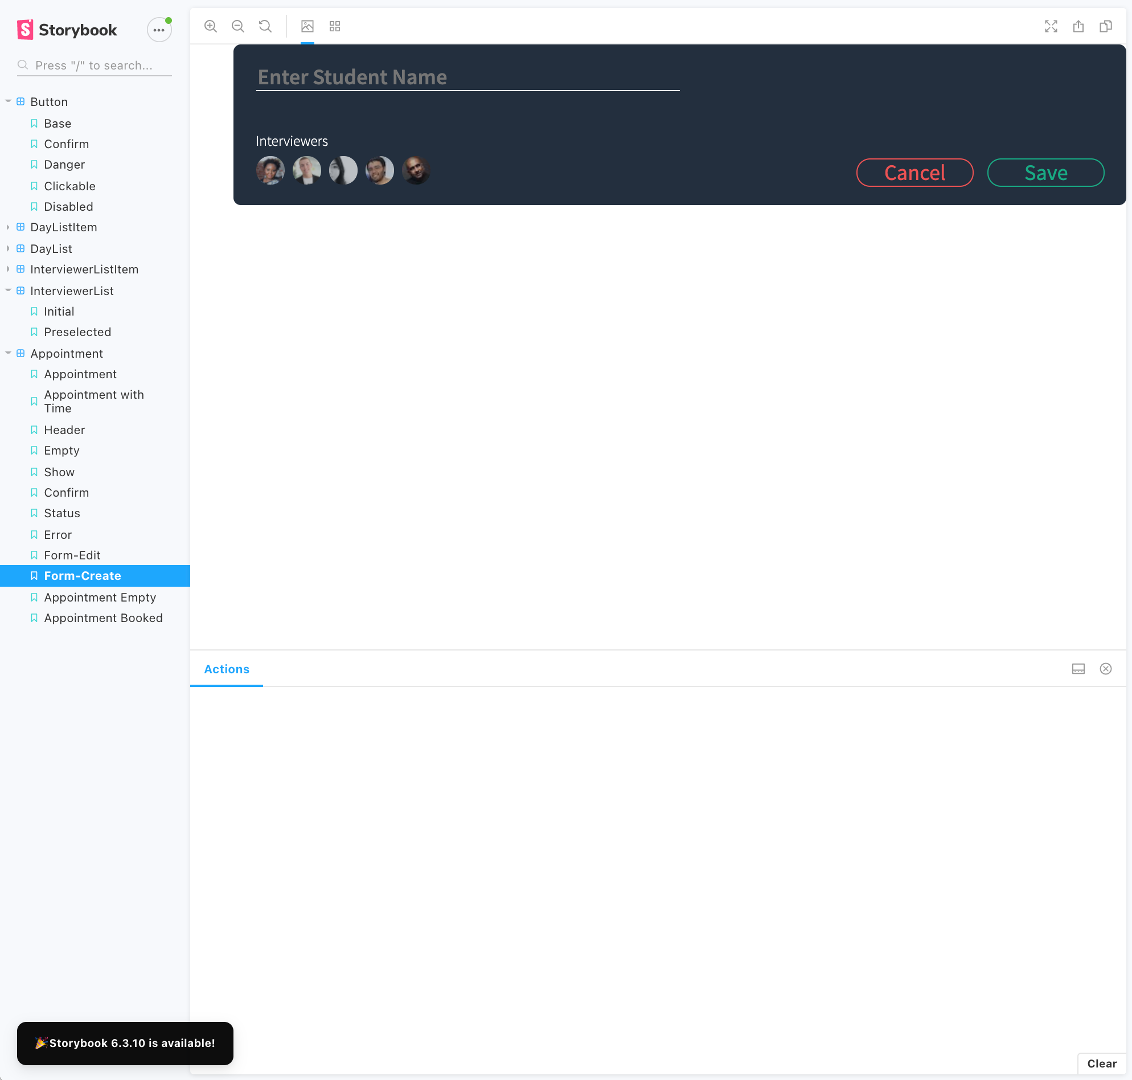 Storybook
Press "/" to search...
Button
Base
Confirm
Danger
Clickable
Disabled
DayListItem
DayList
InterviewerListItem
InterviewerList
Initial
Preselected
Appointment
Appointment
Appointment with
Time
Header
Empty
Show
Confirm
Status
Error
Form-Edit
Form-Create
Appointment Empty
Appointment Booked
🎉Storybook 6.3.10 is available!
Enter Student Name
Interviewers
Cancel
Save
Actions
Clear